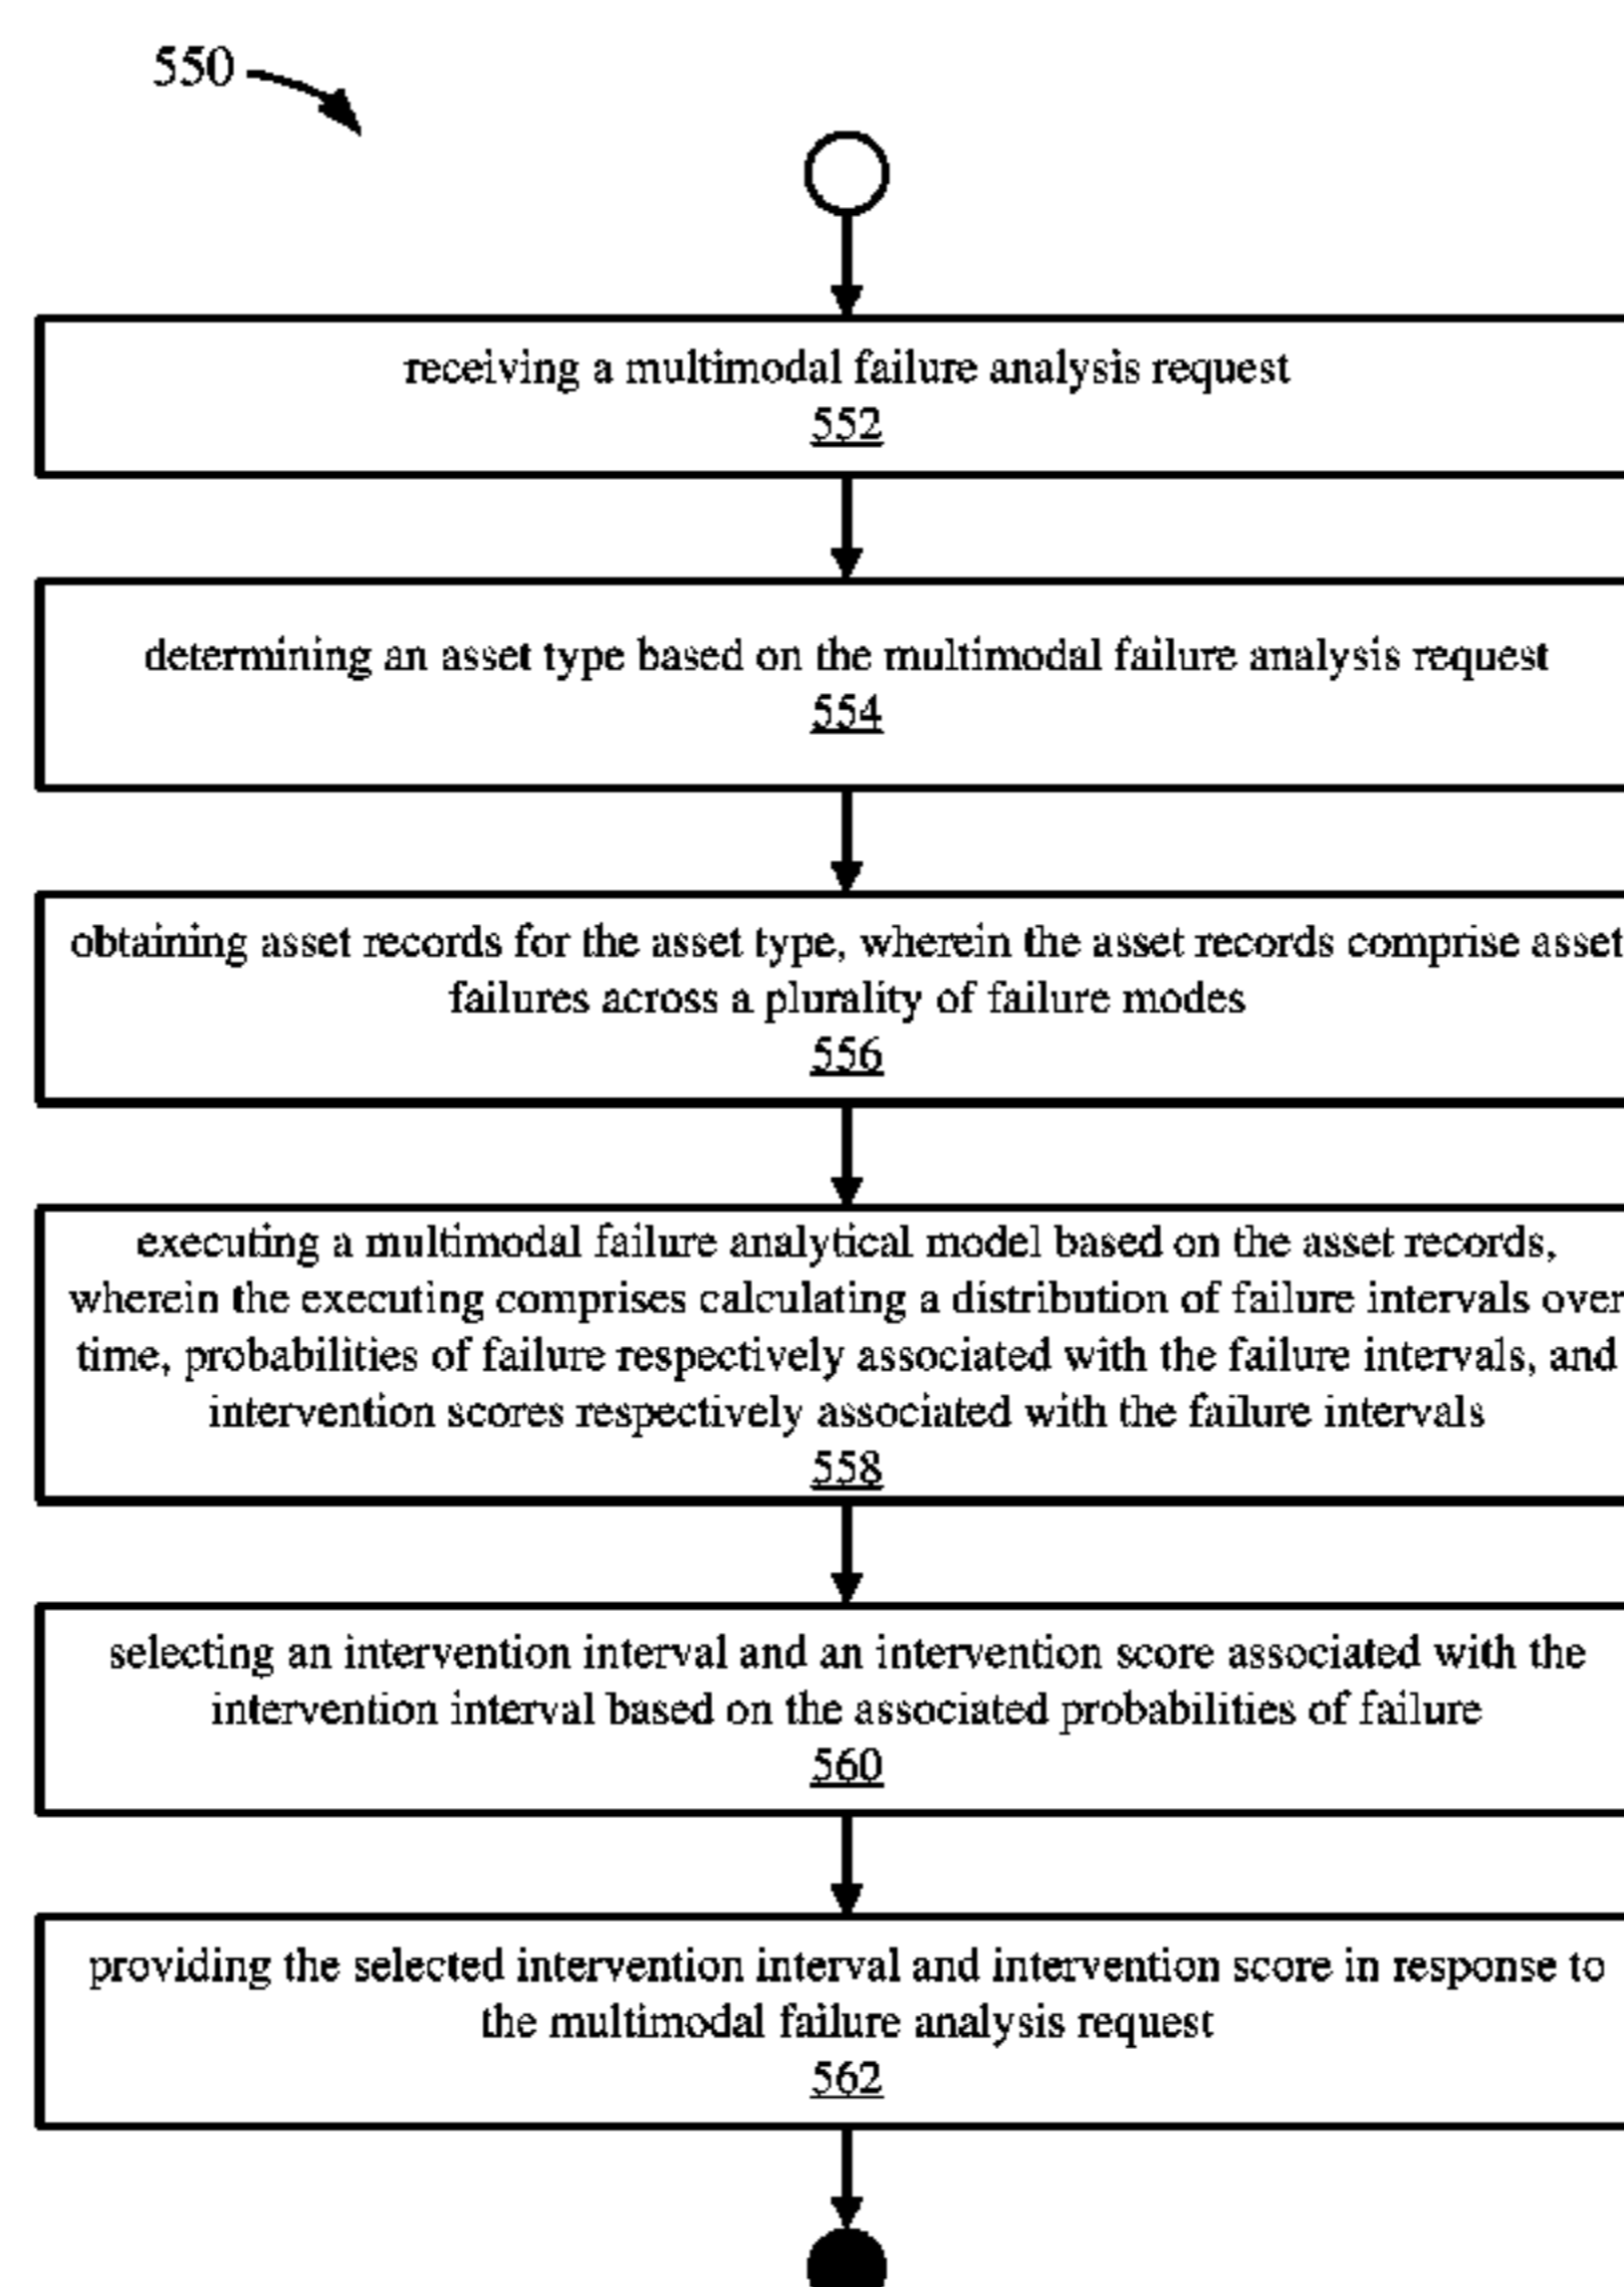 550
receiving a multimodal failure analysis request
552
determining an asset type based on the multimodal failure analysis request
554
obtaining asset records for the asset type, wherein the asset records comprise asset
failures across a plurality of failure modes
556
executing a multimodal failure analytical model based on the asset records,
wherein the executing comprises calculating a distribution of failure intervals over
time, probabilities of failure respectively associated with the failure intervals, and
intervention scores respectively associated with the failure intervals
558
selecting an intervention interval and an intervention score associated with the
intervention interval based on the associated probabilities of failure
560
providing the selected intervention interval and intervention score in response to
the multimodal failure analysis request
562